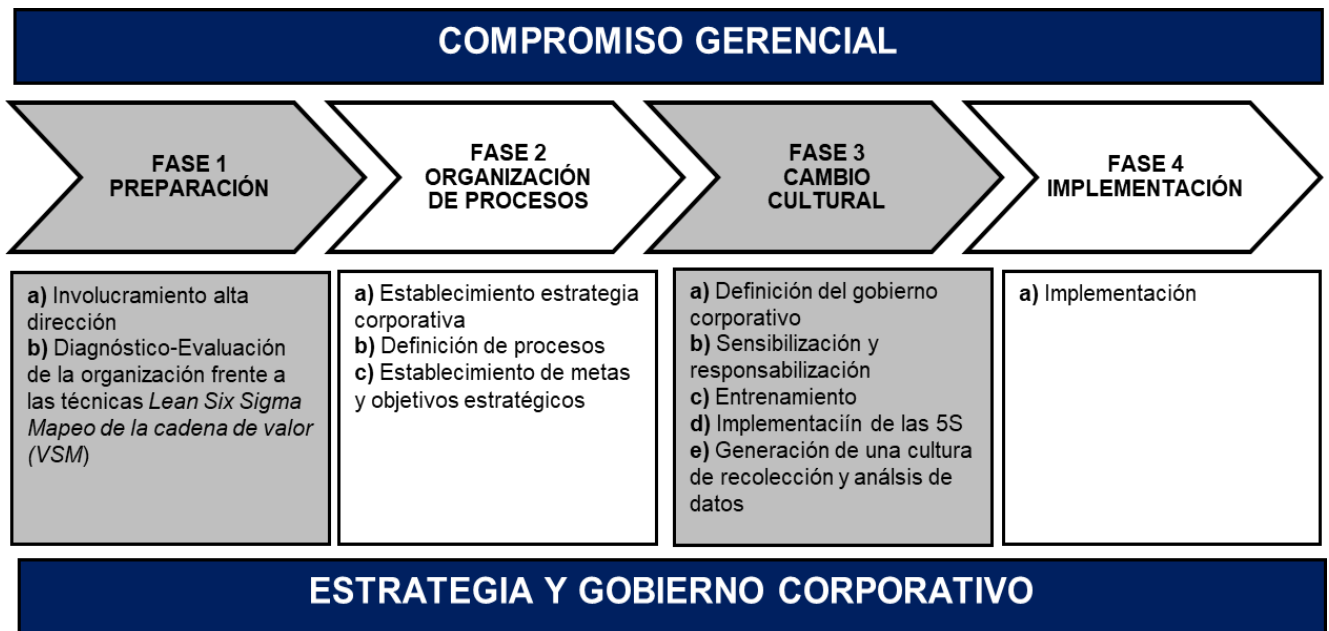 COMPROMISO GERENCIAL
FASE 1
PREPARACIÓN
FASE 2
ORGANIZACIÓN
DE PROCESOS
FASE 3
CAMBIO
CULTURAL
FASE 4
IMPLEMENTACIÓN
a) Involucramiento alta
dirección
b) Diagnóstico-Evaluación
de la organización frente a
las técnicas Lean Six Sigma
Mapeo de la cadena de valor
(VSM)
a) Establecimiento estrategia
corporativa
b) Definición de procesos
c) Establecimiento de metas
y objetivos estratégicos
a) Definición del gobierno
corporativo
b) Sensibilización y
responsabilización
c) Entrenamiento
d) Implementaciín de las 5S
e) Generación de una cultura
de recolección y análsis de
datos
a) Implementación
ESTRATEGIA Y GOBIERNO CORPORATIVO